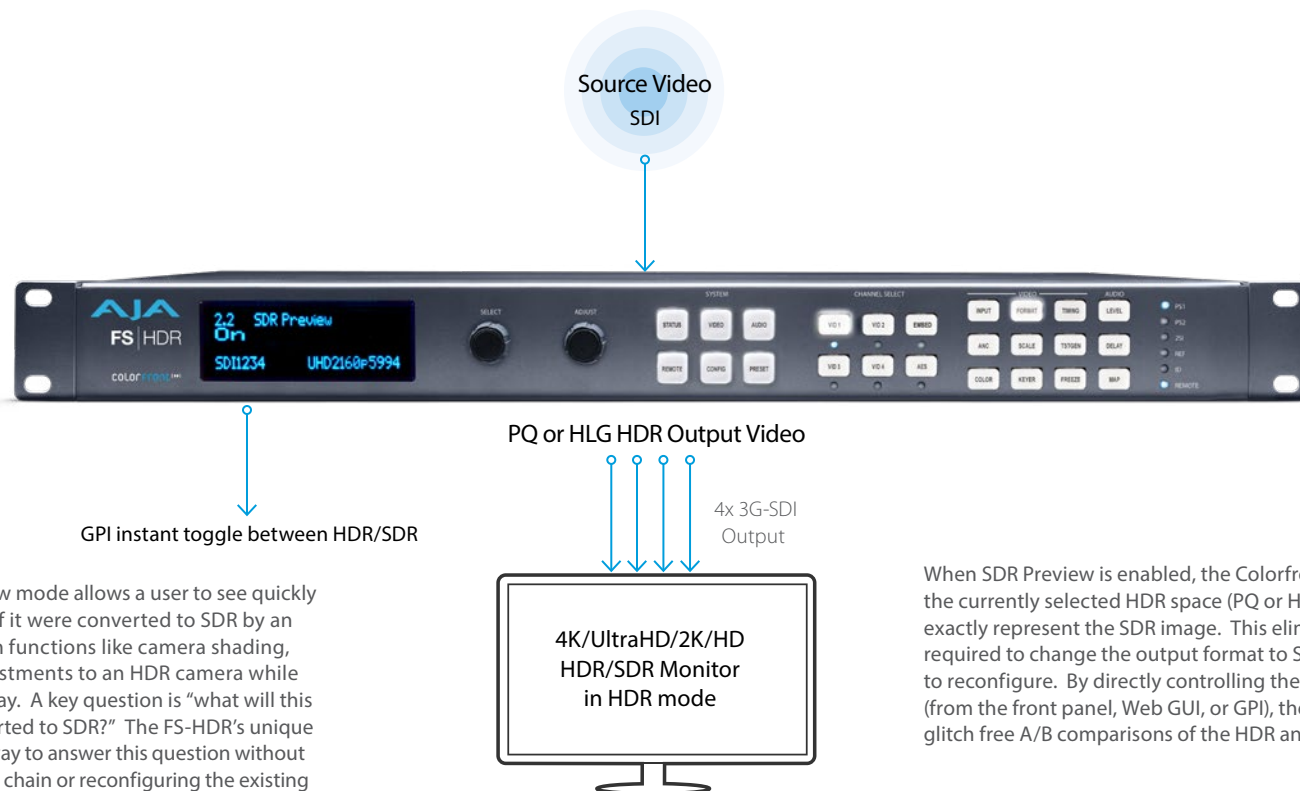 Source Video
SDI
AJA
FS|HDR
colorfront
2.2 SDR Preview
On
SDI1234 UHD2160p5994
SELECT
ADJUST
SYSTEM
STATUS VIDEO AUDIO
REMOTE CONFIG PRESET
CHANNEL SELECT
VID 1 VID 2 EMBED
VID 3 VID 4 AES
VIDEO
AUDIO
INPUT FORMAT TIMING LEVEL
ANC SCALE TSTGEN DELAY
COLOR KEYER FREEZE MAP
PS1
PS2
REF
ID
REMOTE
PQ or HLG HDR Output Video
4x 3G-SDI
Output
GPI instant toggle between HDR/SDR
w mode allows a user to see quickly
f it were converted to SDR by an
n functions like camera shading,
stments to an HDR camera while
ay. A key question is “what will this
rted to SDR?” The FS-HDR’s unique
ay to answer this question without
chain or reconfiguring the existing
4K/UltraHD/2K/HD
HDR/SDR Monitor
in HDR mode
When SDR Preview is enabled, the Colorfro
the currently selected HDR space (PQ or H
exactly represent the SDR image. This elin
required to change the output format to S
to reconfigure. By directly controlling the
(from the front panel, Web GUI, or GPI), the
glitch free A/B comparisons of the HDR an